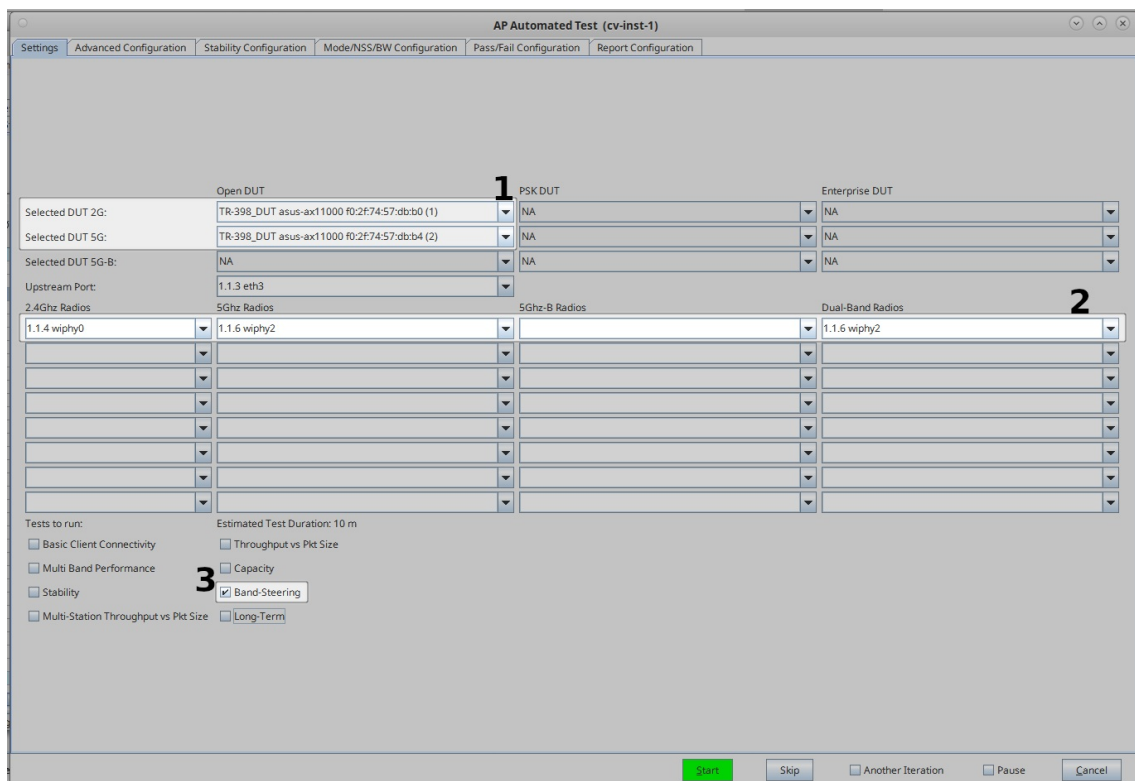 AP Automated Test (cv-inst-1)
Settings Advanced Configuration Stability Configuration Mode/NSS/BW Configuration Pass/Fail Configuration Report Configuration
Open DUT 1 PSK DUT Enterprise DUT
Selected DUT 2G: TR-398_DUT asus-ax11000 f0:2f:74:57:db:b0 (1) NA NA
Selected DUT 5G: TR-398_DUT asus-ax11000 f0:2f:74:57:db:b4 (2) NA NA
Selected DUT 5G-B: NA NA NA
Upstream Port: 1.1.3 eth3
2.4Ghz Radios 5Ghz Radios 5Ghz-B Radios Dual-Band Radios 2
1.1.4 wiphy0 1.1.6 wiphy2 1.1.6 wiphy2
Tests to run: Estimated Test Duration: 10 m
Basic Client Connectivity Throughput vs Pkt Size
Multi Band Performance Capacity
Stability 3 Band-Steering
Multi-Station Throughput vs Pkt Size Long-Term
Start Skip Another Iteration Pause Cancel